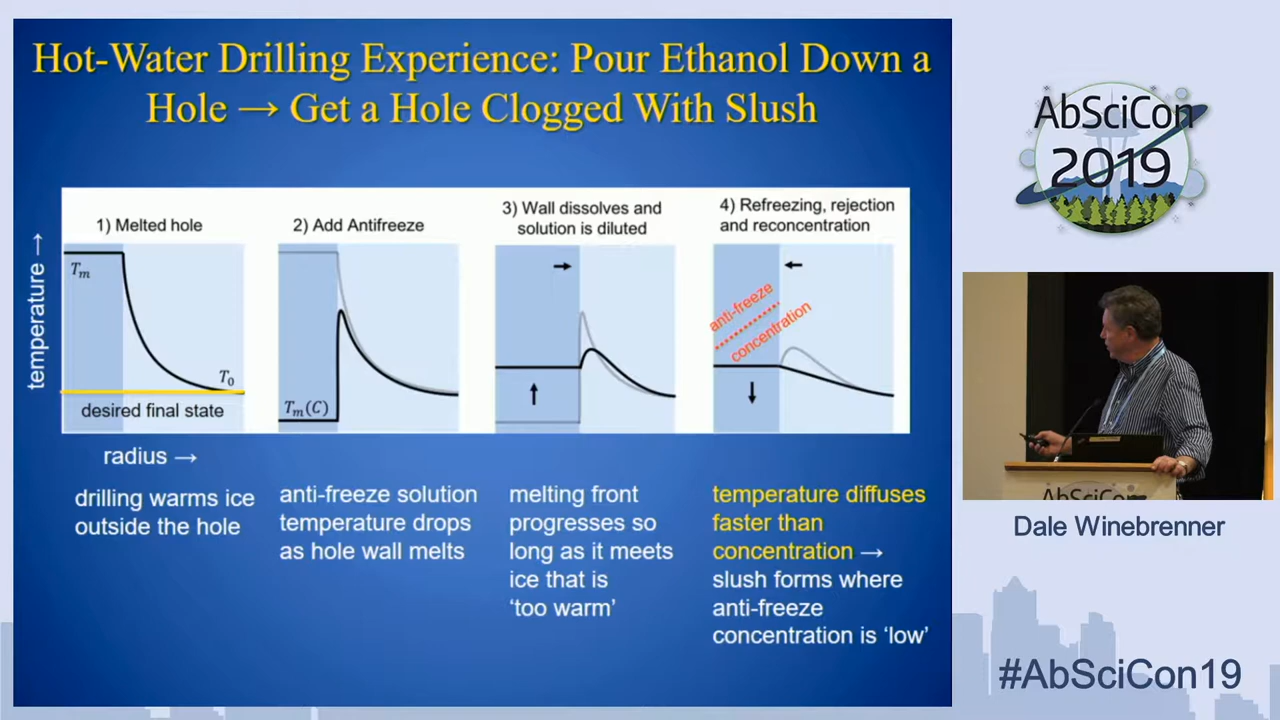 Hot-Water Drilling Experience: Pour Ethanol Down a
Hole → Get a Hole Clogged With Slush
temperature →
1) Melted hole
Tm
T0
desired final state
2) Add Antifreeze
Tm(C)
3) Wall dissolves and
solution is diluted
4) Refreezing, rejection
and reconcentration
anti-freeze
concentration
radius →
drilling warms ice
outside the hole
anti-freeze solution
temperature drops
as hole wall melts
melting front
progresses so
long as it meets
ice that is
‘too warm’
temperature diffuses
faster than
concentration →
slush forms where
anti-freeze
concentration is ‘low’
AbSciCon
2019
AbSciCon
Dale Winebrenner
#AbSciCon19